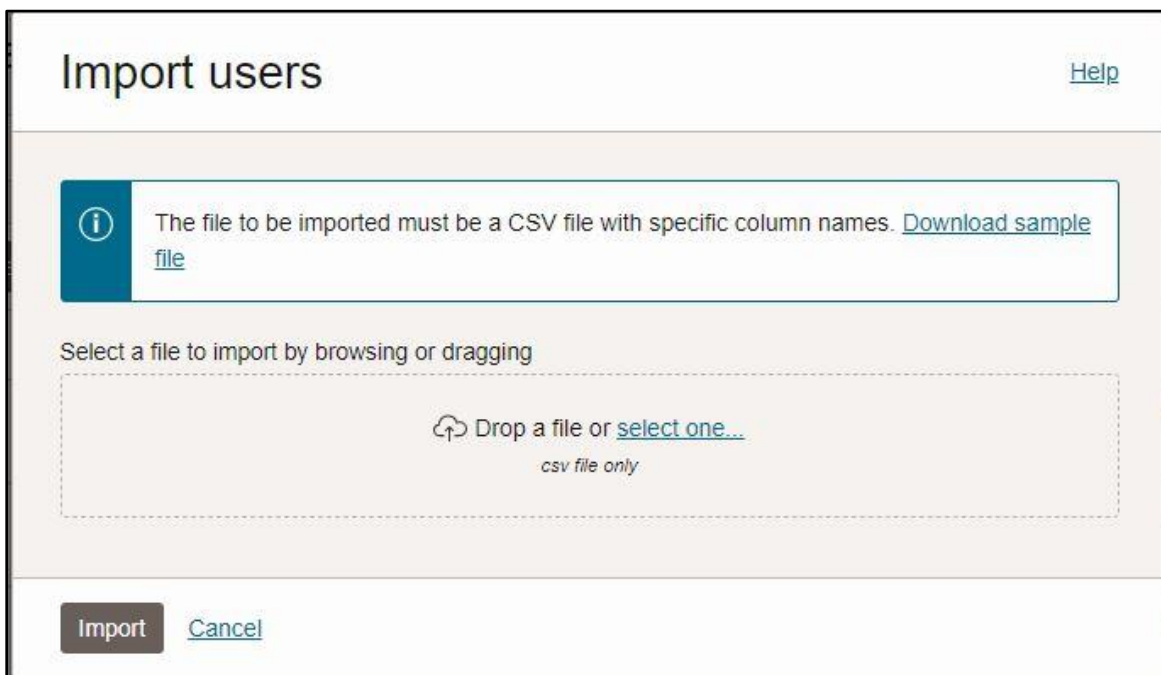 Import users
Help
The file to be imported must be a CSV file with specific column names. Download sample
file
Select a file to import by browsing or dragging
Drop a file or select one...
csv file only
Import
Cancel